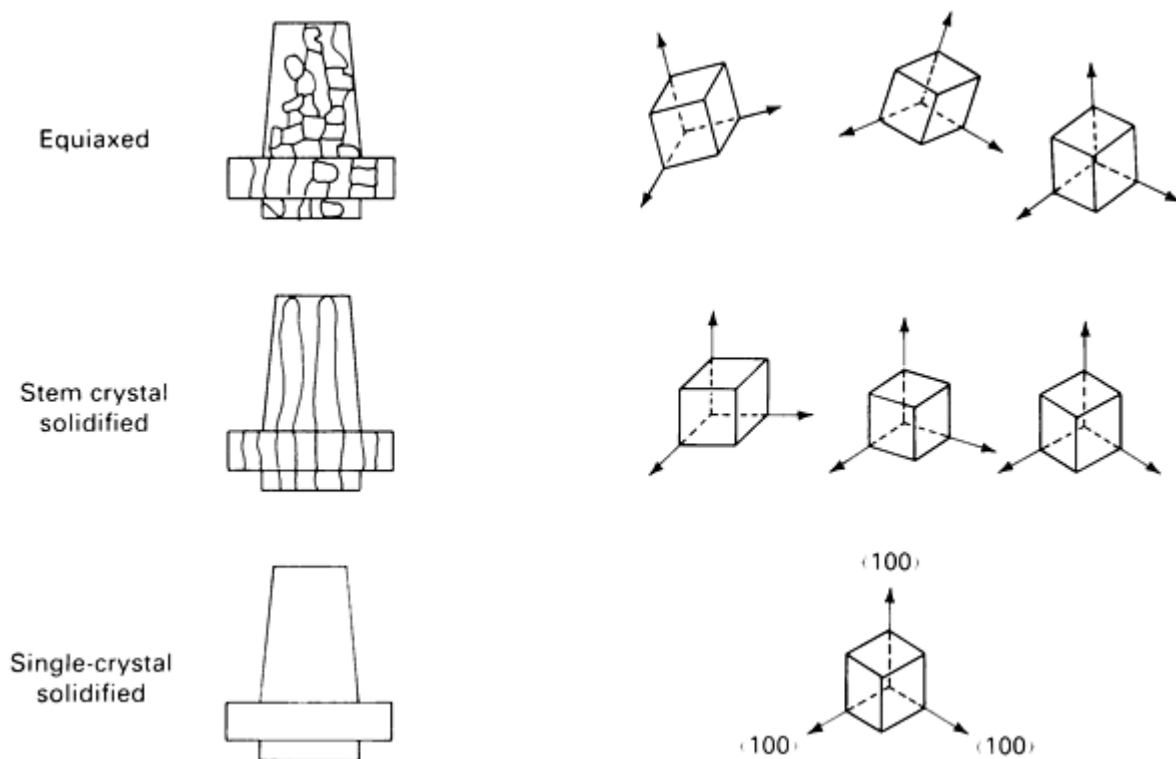 Equiaxed
Stem crystal
solidified
⟨100⟩
Single-crystal
solidified
⟨100⟩
⟨100⟩